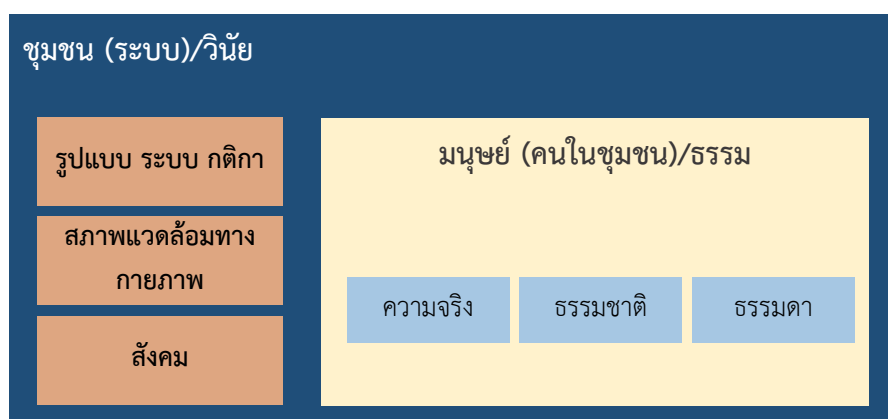 ชุมชน (ระบบ)/วินัย
รูปแบบ ระบบ กติกา
สภาพแวดล้อมทาง
กายภาพ
สังคม
มนุษย์ (คนในชุมชน)/ธรรม
ความจริง
ธรรมชาติ
ธรรมดา